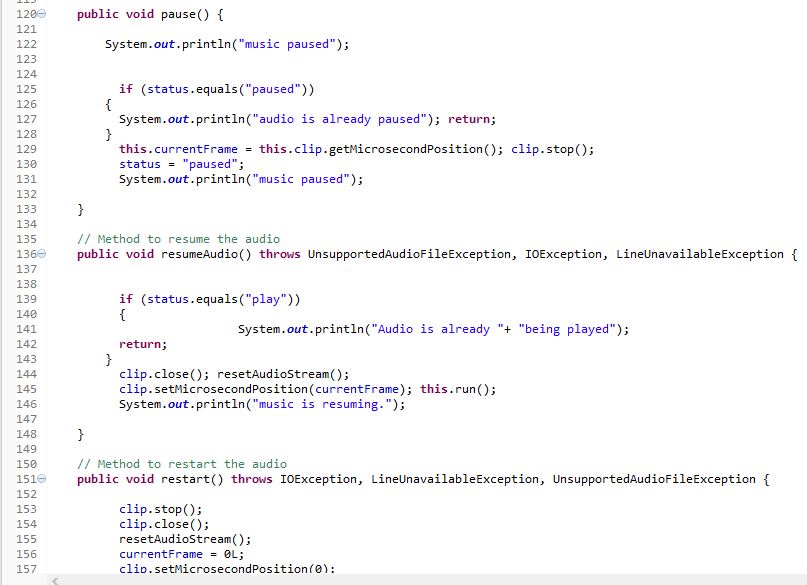 120 public void pause() {
121
122 System.out.println("music paused");
123
124
125 if (status.equals("paused"))
126 {
127 System.out.println("audio is already paused"); return;
128 }
129 this.currentFrame = this.clip.getMicrosecondPosition(); clip.stop();
130 status = "paused";
131 System.out.println("music paused");
132
133 }
134
135 // Method to resume the audio
136 public void resumeAudio() throws UnsupportedAudioFileException, IOException, LineUnavailableException {
137
138
139 if (status.equals("play"))
140 {
141 System.out.println("Audio is already "+ "being played");
142 return;
143 }
144 clip.close(); resetAudioStream();
145 clip.setMicrosecondPosition(currentFrame); this.run();
146 System.out.println("music is resuming.");
147
148 }
149
150 // Method to restart the audio
151 public void restart() throws IOException, LineUnavailableException, UnsupportedAudioFileException {
152
153 clip.stop();
154 clip.close();
155 resetAudioStream();
156 currentFrame = 0L;
157 clip.setMicrosecondPosition(0);